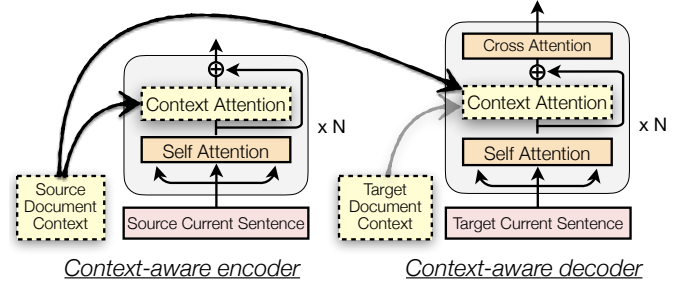 Context Attention
x N
Self Attention
Source
Document
Context
Source Current Sentence
Context-aware encoder
Cross Attention
Context Attention
x N
Self Attention
Target
Document
Context
Target Current Sentence
Context-aware decoder